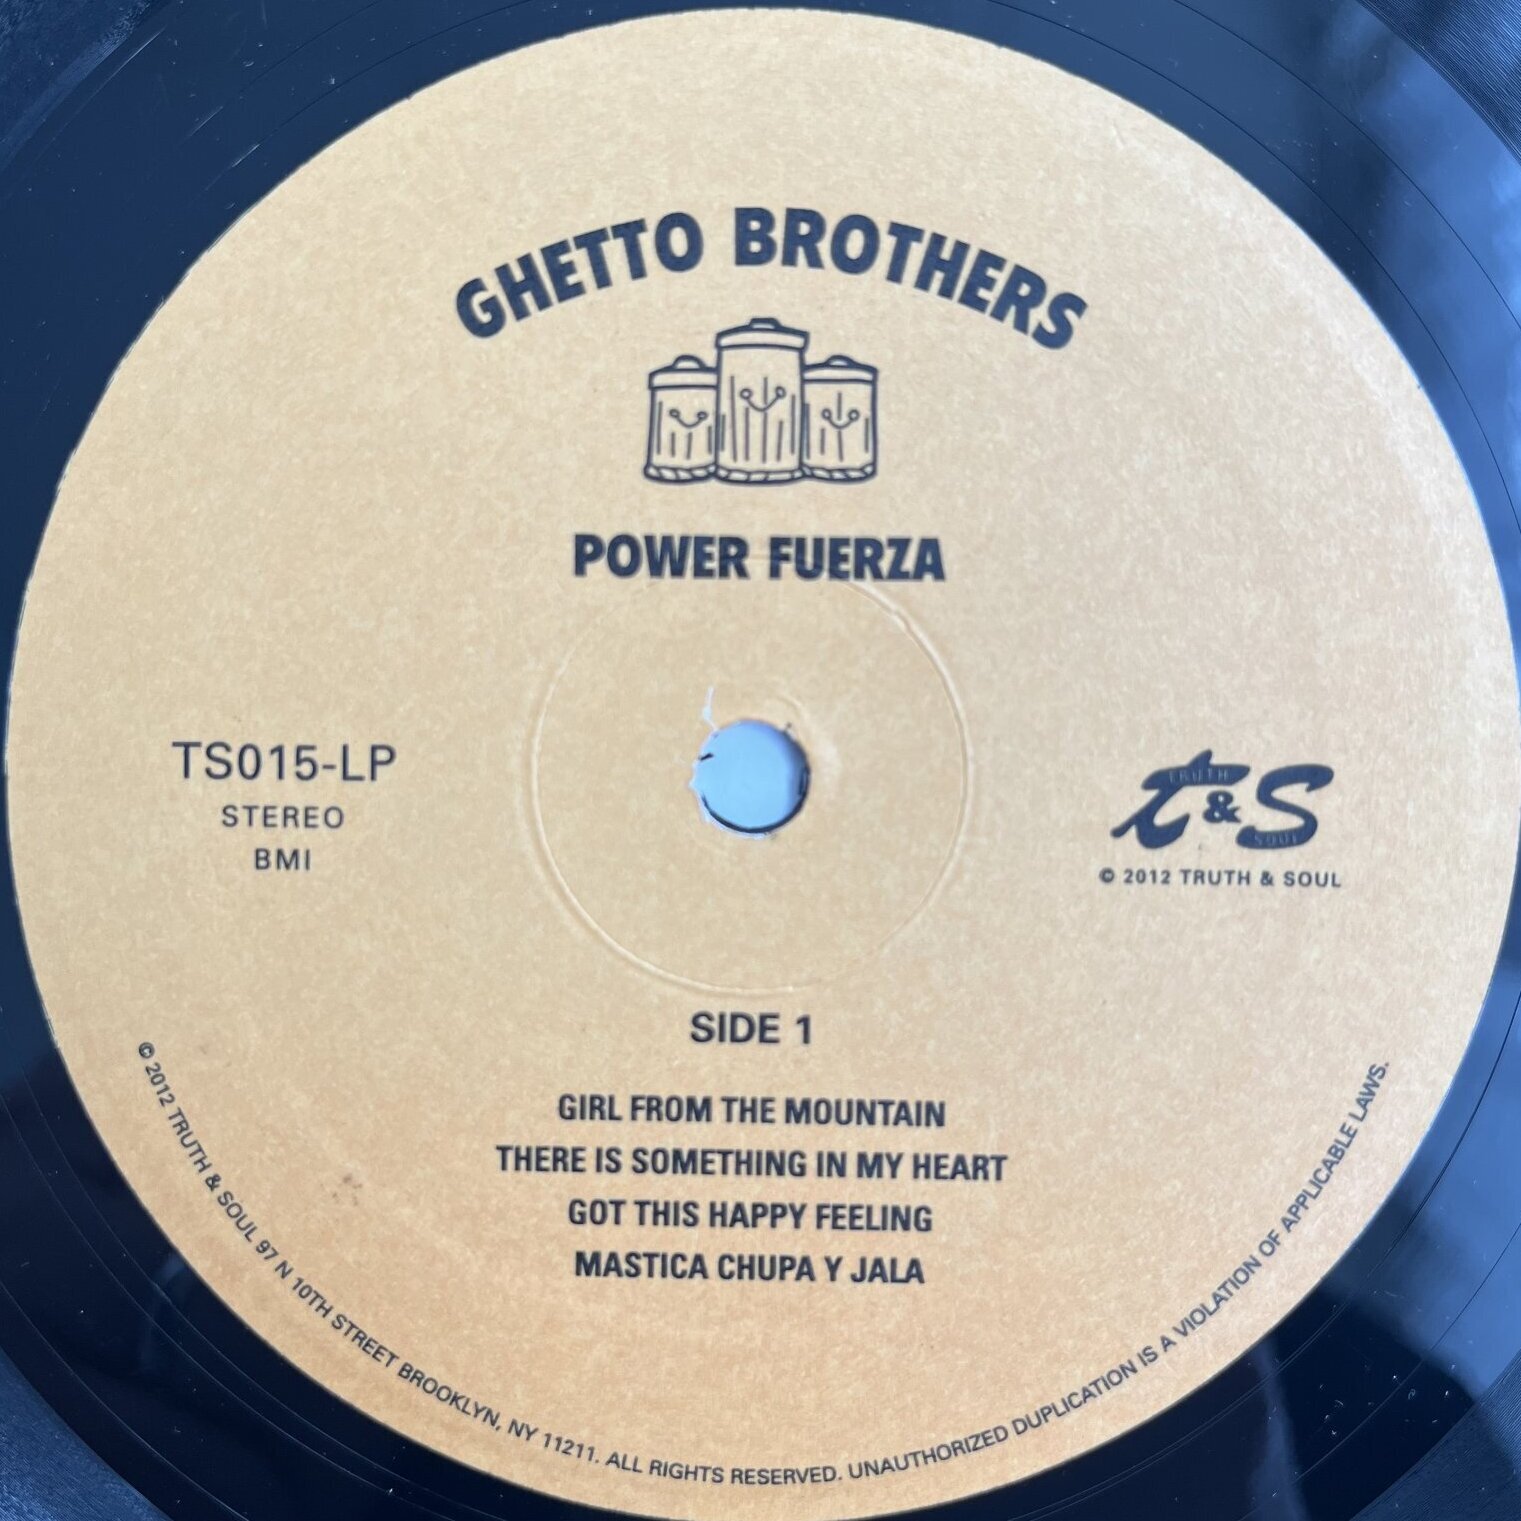 GHETTO BROTHERS
POWER FUERZA
TS015-LP
STEREO
BMI
TRUTH
t&S
SOUL
© 2012 TRUTH & SOUL
SIDE 1
GIRL FROM THE MOUNTAIN
THERE IS SOMETHING IN MY HEART
GOT THIS HAPPY FEELING
MASTICA CHUPA Y JALA
© 2012 TRUTH & SOUL 97 N 10TH STREET BROOKLYN, NY 11211. ALL RIGHTS RESERVED. UNAUTHORIZED DUPLICATION IS A VIOLATION OF APPLICABLE LAWS.